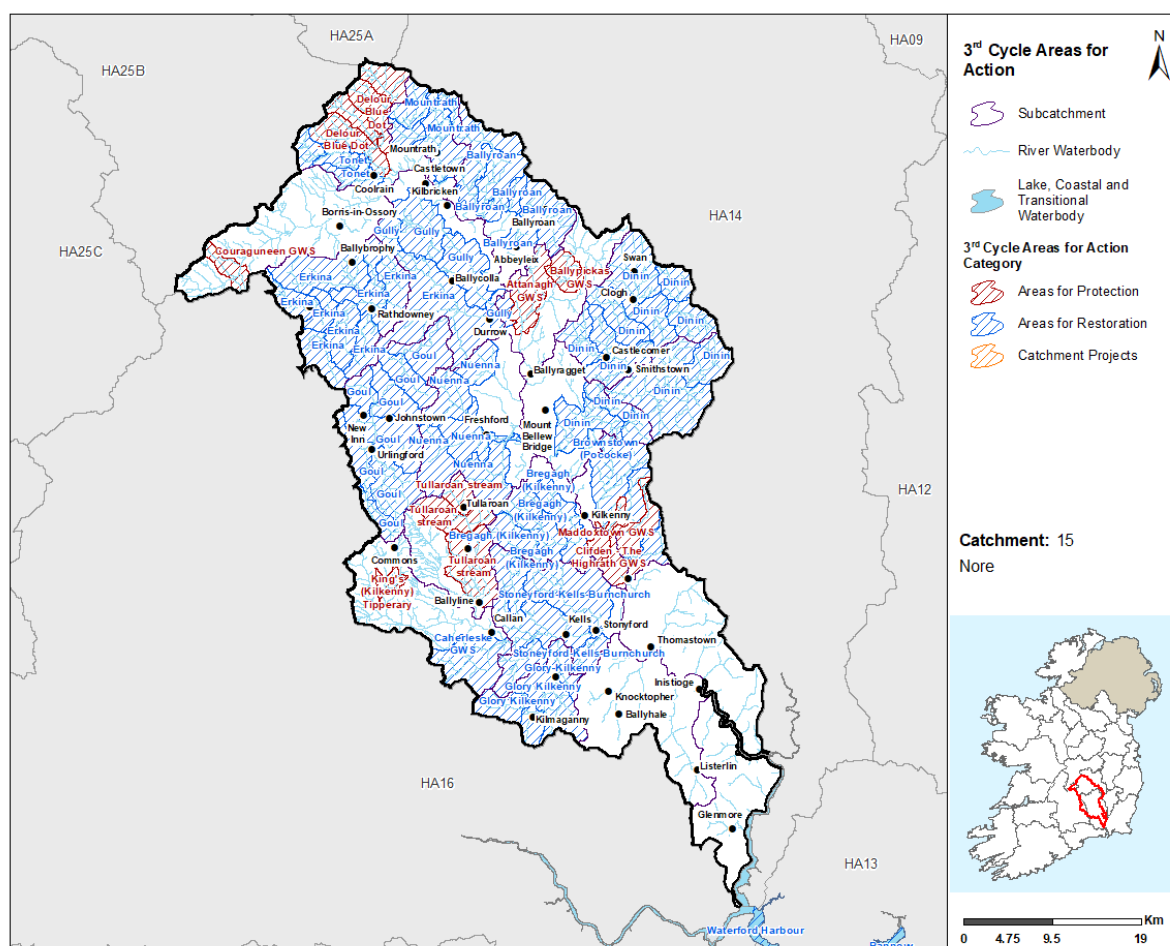 HA25A
HA09
HA25B
HA25C
HA14
HA12
HA16
HA13
Delour
Blue
Dot
Mountrath
Delour
Blue Dot
Mountrath
Tonet
Mountrath
Ballyroan
Tonet
Castletown
Coolrain
Kilbricken
Ballyroan
Ballyroan
Ballyroan
Borris-in-Ossory
Ballyroan
Gully
Gully
Ballyroan
Couraguneen GWS
Ballybrophy
Gully
Abbeyleix
Swan
Ballypickas
GWS
Dinin
Erkina
Erkina
Ballycolla
Attanagh
GWS
Clogh
Dinin
Erkina
Erkina
Erkina
Dinin
Erkina
Rathdowney
Gully
Durrow
Dinin
Erkina
Dinin
Castlecomer
Dinin
Erkina
Goul
Nuenna
Ballyragget
Dinin
Smithstown
Goul
Nuenna
Dinin
Goul
Dinin
New
Inn
Johnstown
Freshford
Mount
Bellew
Bridge
Dinin
Dinin
Goul
Nuenna
Nuenna
Brownstown
(Pococke)
Urlingford
Nuenna
Bregagh
(Kilkenny)
Goul
Tullaroan stream
Goul
Tullaroan
stream
Tullaroan
Bregagh
(Kilkenny)
Kilkenny
Goul
Bregagh (Kilkenny)
Maddoxtown GWS
Commons
Bregagh
(Kilkenny)
Clifden - The
Highrath GWS
Tullaroan
stream
King's
(Kilkenny)
Tipperary
Ballyline
Stoneyford-Kells-Burnchurch
Callan
Kells
Stonyford
Caherleske
GWS
Thomastown
Stoneyford-Kells-Burnchurch
Glory-Kilkenny
Inistioge
Glory Kilkenny
Knocktopher
Glory Kilkenny
Kilmaganny
Ballyhale
Listerlin
Glenmore
Waterford Harbour
3rd Cycle Areas for
Action
N
Subcatchment
River Waterbody
Lake, Coastal and
Transitional
Waterbody
3rd Cycle Areas for Action
Category
Areas for Protection
Areas for Restoration
Catchment Projects
Catchment: 15
Nore
Km
0 4.75 9.5 19